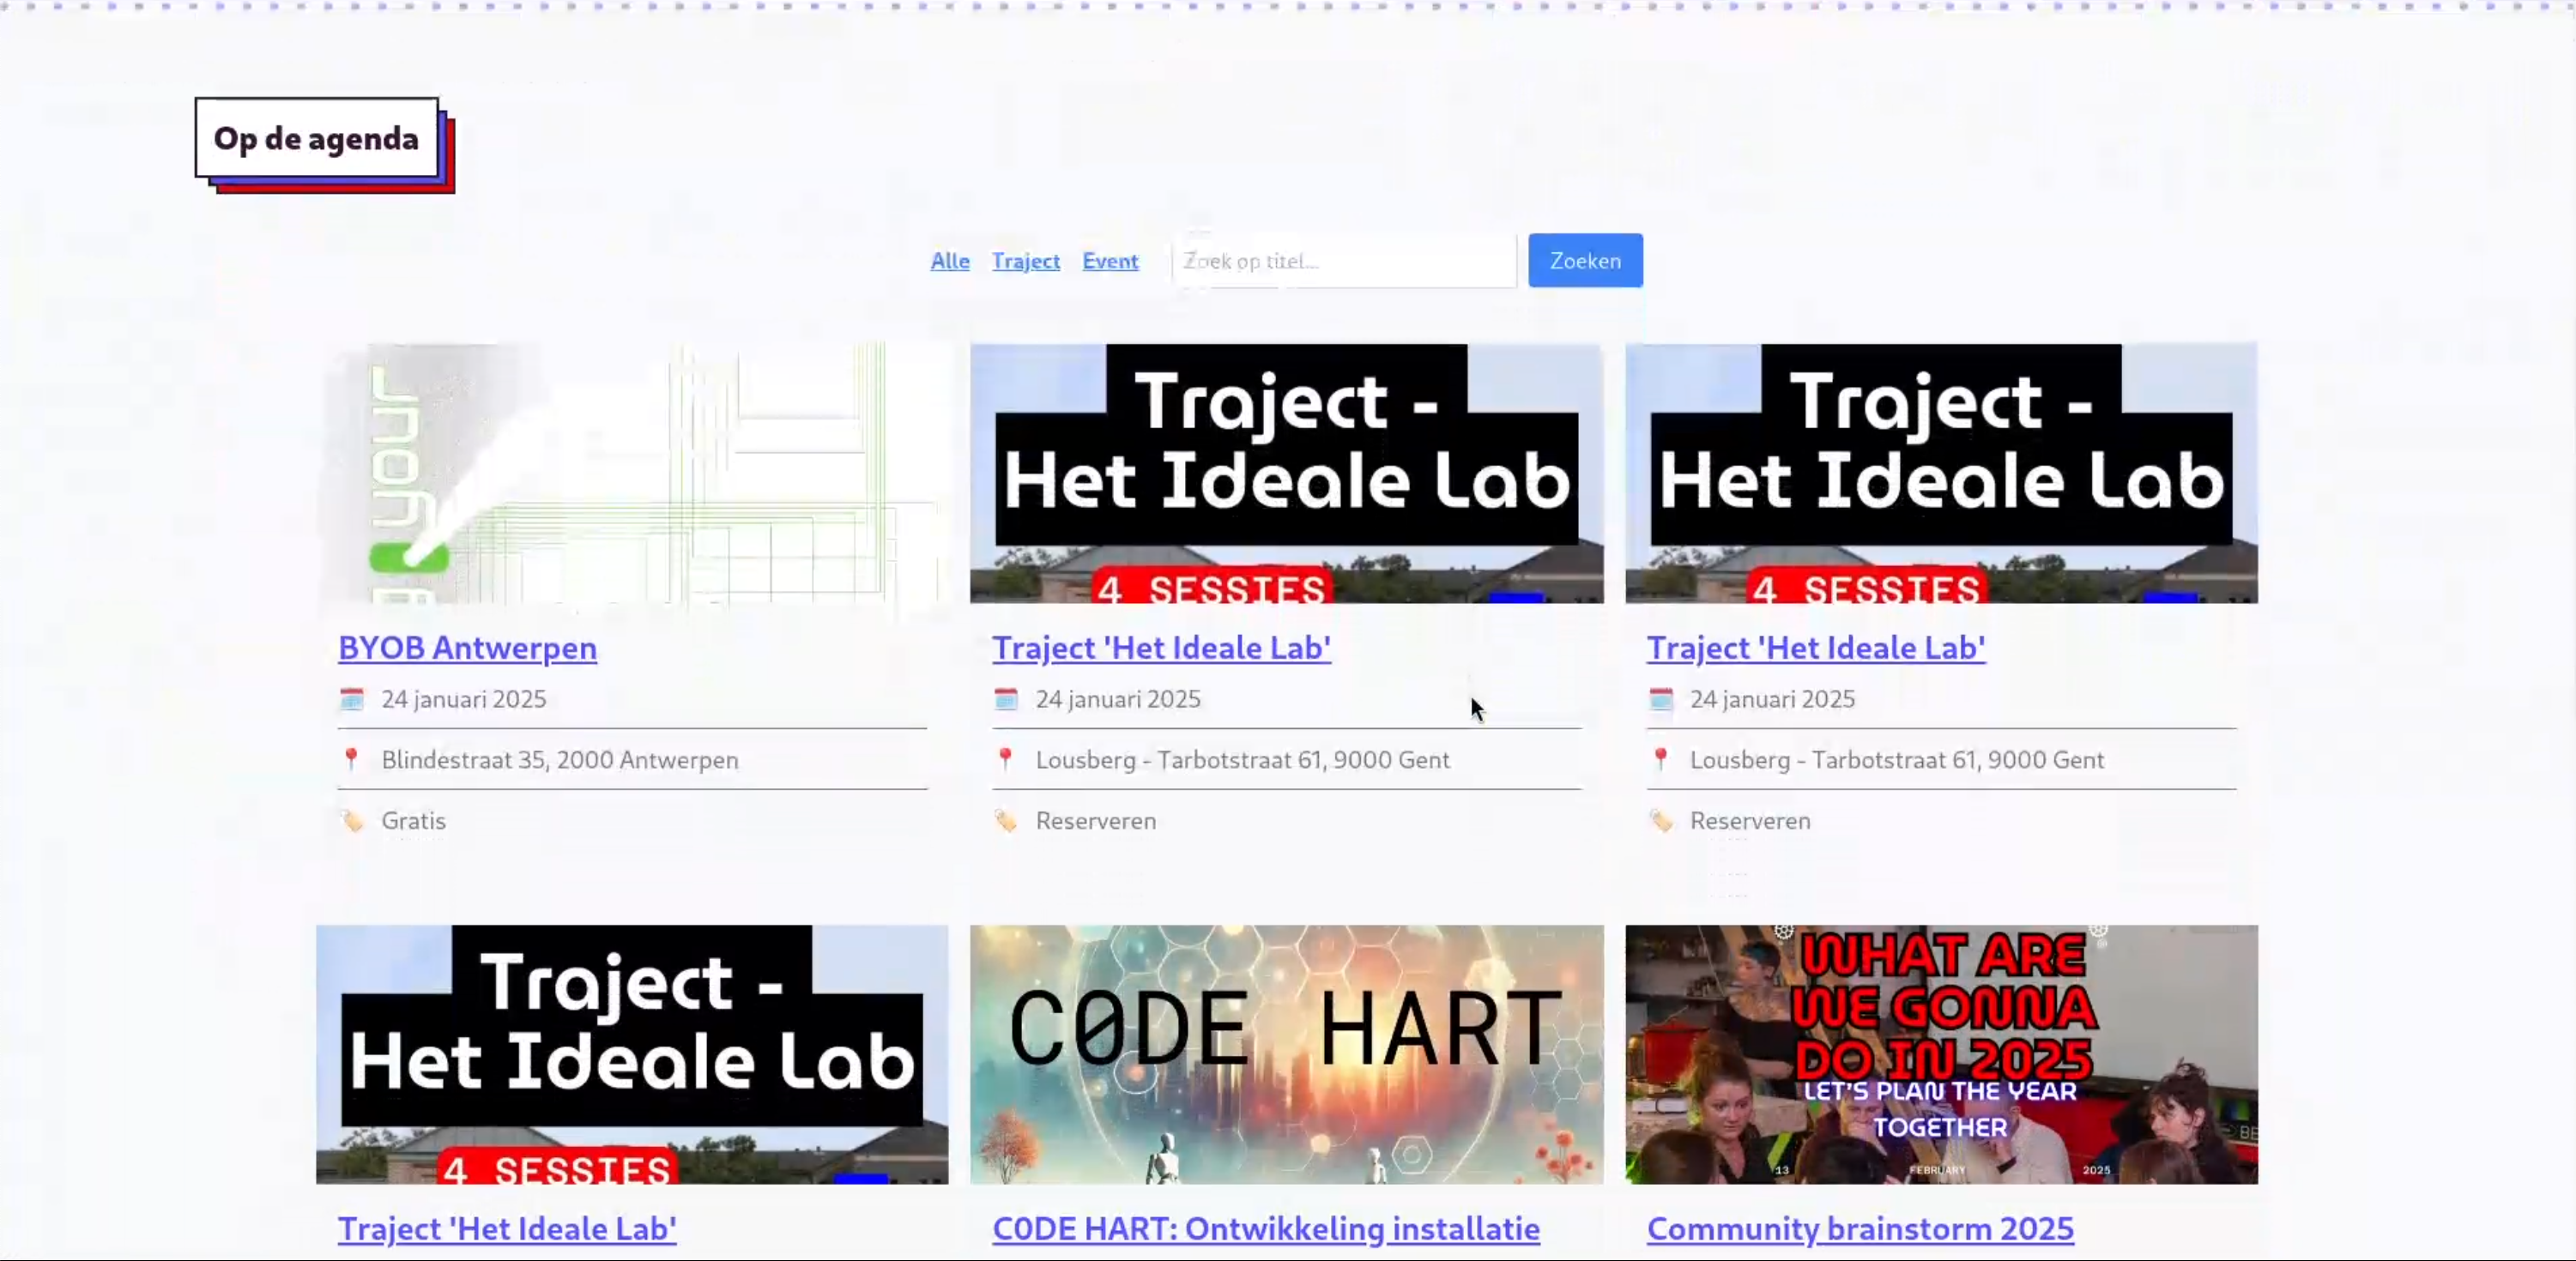 Op de agenda
Alle Traject Event Zoek op titel... Zoeken
your
Traject -
Het Ideale Lab
4 SESSIES
Traject -
Het Ideale Lab
4 SESSIES
BYOB Antwerpen
24 januari 2025
Blindestraat 35, 2000 Antwerpen
Gratis
Traject 'Het Ideale Lab'
24 januari 2025
Lousberg - Tarbotstraat 61, 9000 Gent
Reserveren
Traject 'Het Ideale Lab'
24 januari 2025
Lousberg - Tarbotstraat 61, 9000 Gent
Reserveren
Traject -
Het Ideale Lab
4 SESSIES
Traject 'Het Ideale Lab'
C0DE HART
C0DE HART: Ontwikkeling installatie
WHAT ARE
WE GONNA
DO IN 2025
LET'S PLAN THE YEAR
TOGETHER
13 FEBRUARY 2025
Community brainstorm 2025